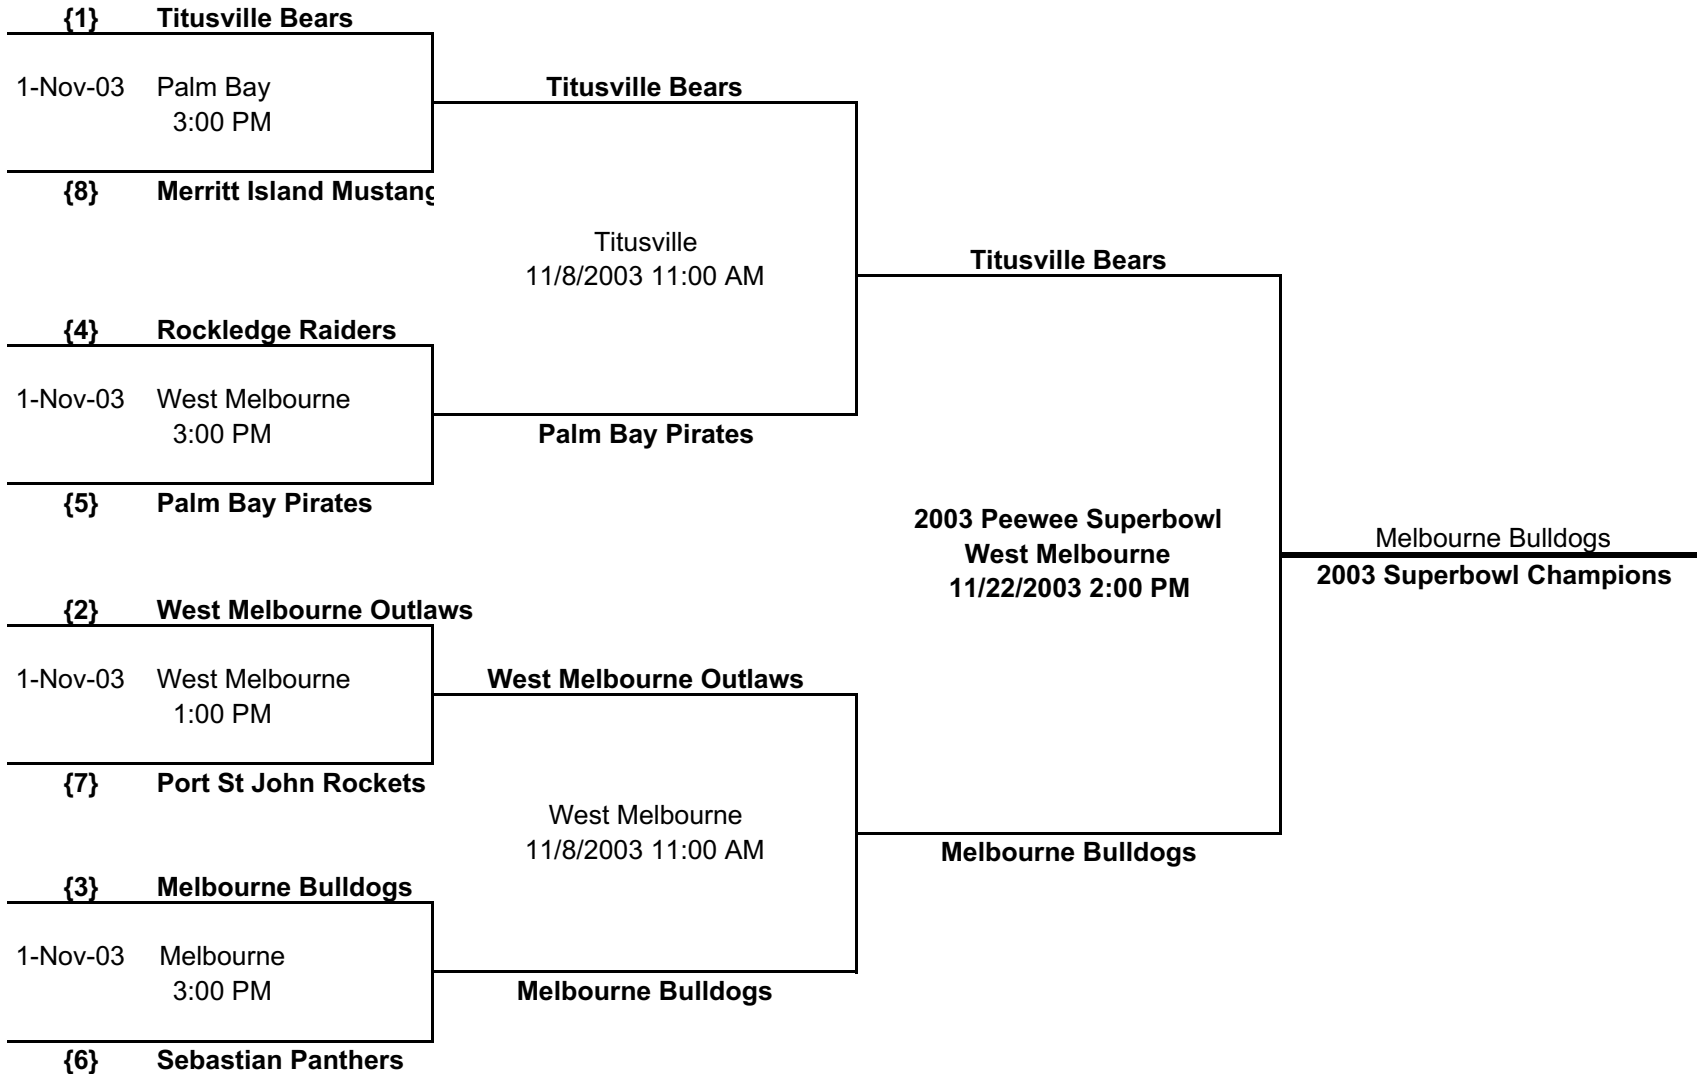 {1} Titusville Bears
1-Nov-03 Palm Bay
3:00 PM
{8} Merritt Island Mustang
{4} Rockledge Raiders
1-Nov-03 West Melbourne
3:00 PM
{5} Palm Bay Pirates
{2} West Melbourne Outlaws
1-Nov-03 West Melbourne
1:00 PM
{7} Port St John Rockets
{3} Melbourne Bulldogs
1-Nov-03 Melbourne
3:00 PM
{6} Sebastian Panthers
Titusville Bears
Titusville
11/8/2003 11:00 AM
Palm Bay Pirates
West Melbourne Outlaws
West Melbourne
11/8/2003 11:00 AM
Melbourne Bulldogs
Titusville Bears
2003 Peewee Superbowl
West Melbourne
11/22/2003 2:00 PM
Melbourne Bulldogs
Melbourne Bulldogs
2003 Superbowl Champions